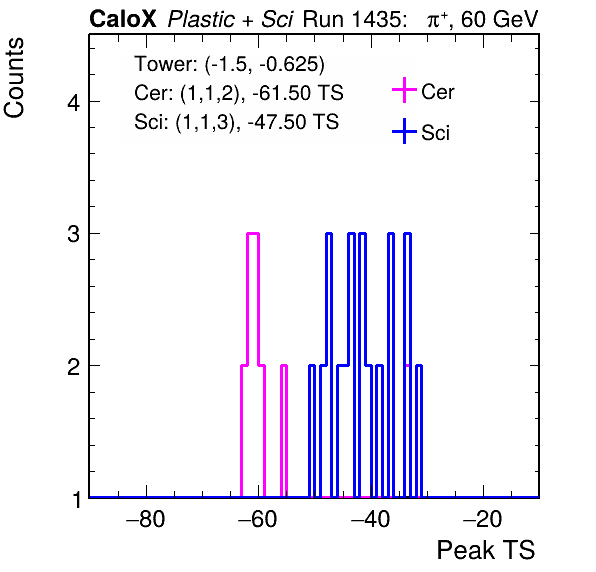 CaloX Plastic + Sci Run 1435: π⁺, 60 GeV
Counts
Tower: (-1.5, -0.625)
Cer: (1,1,2), -61.50 TS
Sci: (1,1,3), -47.50 TS
Cer
Sci
4
3
2
1
−80 −60 −40 −20
Peak TS